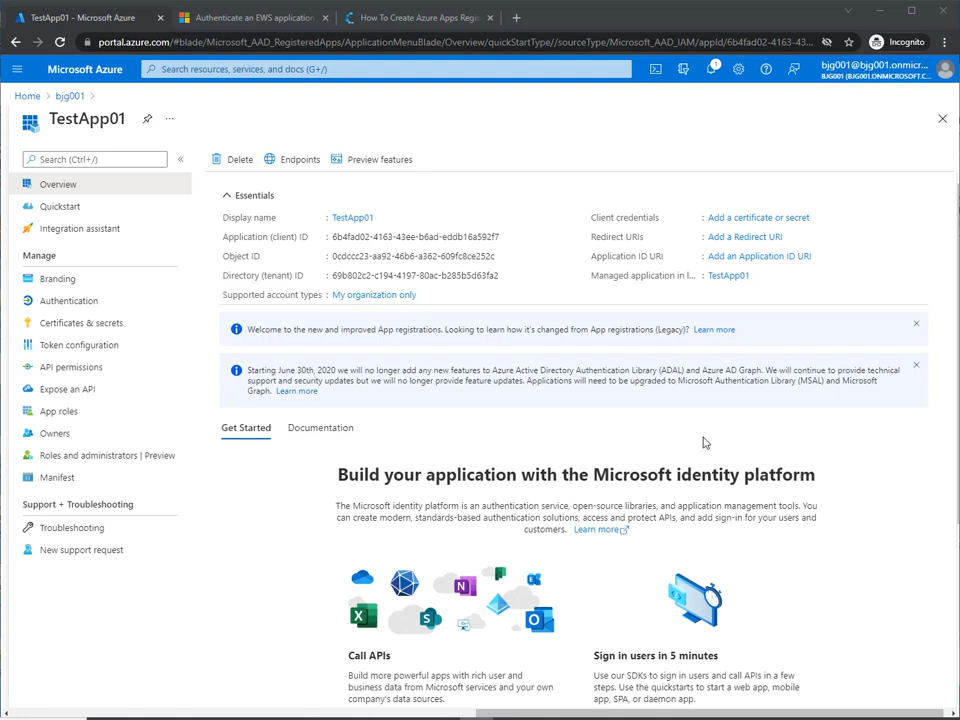 TestApp01 - Microsoft Azure
Authenticate an EWS application
How To Create Azure Apps Regi
portal.azure.com/#blade/Microsoft_AAD_RegisteredApps/ApplicationMenuBlade/Overview/quickStartType//sourceType/Microsoft_AAD_IAM/appId/6b4fad02-4163-43...
Incognito
Microsoft Azure
Search resources, services, and docs (G+/)
1
bjg001@bjg001.onmicr...
BJG001 (BJG001.ONMICROSOFT.C...
Home > bjg001 >
TestApp01
...
Search (Ctrl+/)
«
Delete
Endpoints
Preview features
Overview
Quickstart
Integration assistant
Manage
Branding
Authentication
Certificates & secrets
Token configuration
API permissions
Expose an API
App roles
Owners
Roles and administrators | Preview
Manifest
Support + Troubleshooting
Troubleshooting
New support request
Essentials
Display name : TestApp01
Application (client) ID : 6b4fad02-4163-43ee-b6ad-eddb16a592f7
Object ID : 0cdccc23-aa92-46b6-a362-609fc8ce252c
Directory (tenant) ID : 69b802c2-c194-4197-80ac-b285b5d63fa2
Supported account types : My organization only
Client credentials : Add a certificate or secret
Redirect URIs : Add a Redirect URI
Application ID URI : Add an Application ID URI
Managed application in l... : TestApp01
Welcome to the new and improved App registrations. Looking to learn how it's changed from App registrations (Legacy)? Learn more
Starting June 30th, 2020 we will no longer add any new features to Azure Active Directory Authentication Library (ADAL) and Azure AD Graph. We will continue to provide technical
support and security updates but we will no longer provide feature updates. Applications will need to be upgraded to Microsoft Authentication Library (MSAL) and Microsoft
Graph. Learn more
Get Started
Documentation
Build your application with the Microsoft identity platform
The Microsoft identity platform is an authentication service, open-source libraries, and application management tools. You
can create modern, standards-based authentication solutions, access and protect APIs, and add sign-in for your users and
customers. Learn more
N
X
S
O
Call APIs
Build more powerful apps with rich user and
business data from Microsoft services and your own
company's data sources.
Sign in users in 5 minutes
Use our SDKs to sign in users and call APIs in a few
steps. Use the quickstarts to start a web app, mobile
app, SPA, or daemon app.